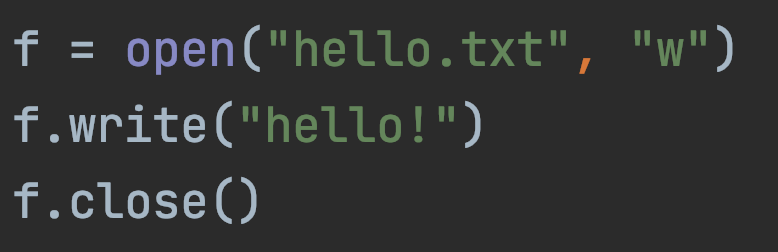 f = open("hello.txt", "w")
f.write("hello!")
f.close()